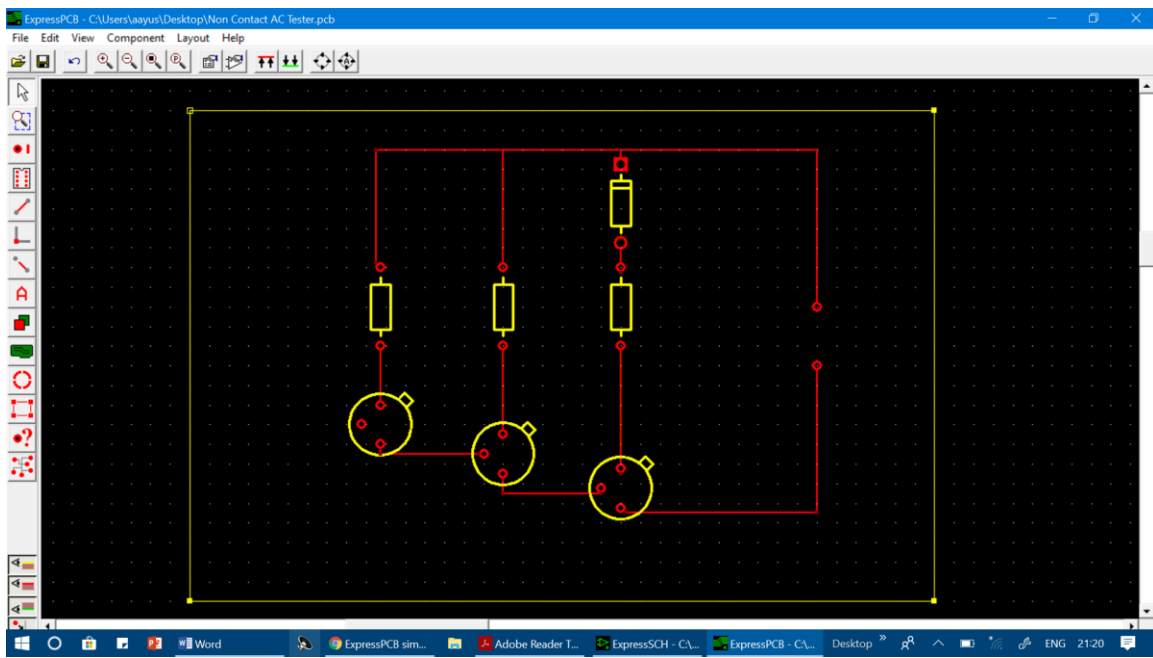 ExpressPCB - C:\Users\aayus\Desktop\Non Contact AC Tester.pcb
File Edit View Component Layout Help
A
Word
ExpressPCB sim...
Adobe Reader T...
ExpressSCH - C:\...
ExpressPCB - C:\...
Desktop
ENG
21:20